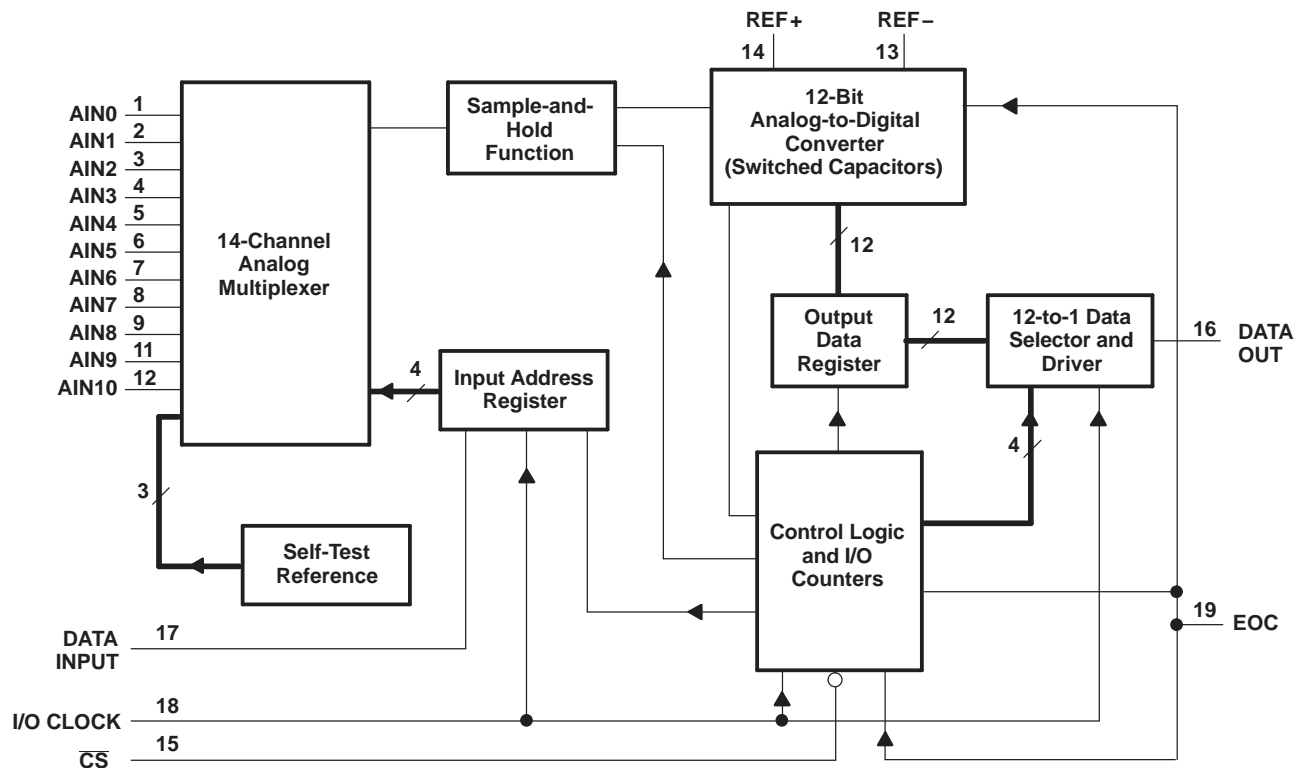 REF+
REF−
14
13
1
AIN0
2
AIN1
3
AIN2
4
AIN3
5
AIN4
6
AIN5
7
AIN6
8
AIN7
9
AIN8
11
AIN9
12
AIN10
14-Channel
Analog
Multiplexer
Sample-and-
Hold
Function
12-Bit
Analog-to-Digital
Converter
(Switched Capacitors)
12
Output
Data
Register
12
12-to-1 Data
Selector and
Driver
16
DATA
OUT
4
Input Address
Register
4
3
Self-Test
Reference
Control Logic
and I/O
Counters
19
EOC
17
DATA
INPUT
18
I/O CLOCK
15
CS